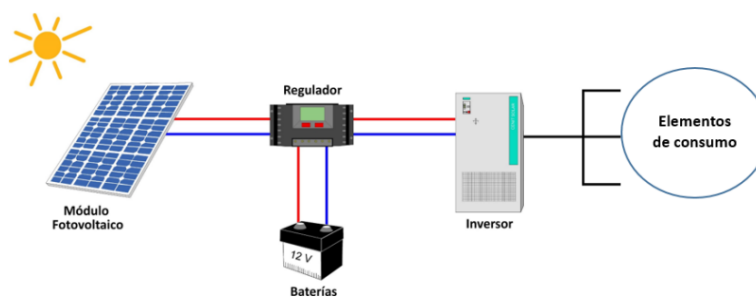 Regulador
Elementos
de consumo
Módulo
Fotovoltaico
Inversor
12 V
Baterías